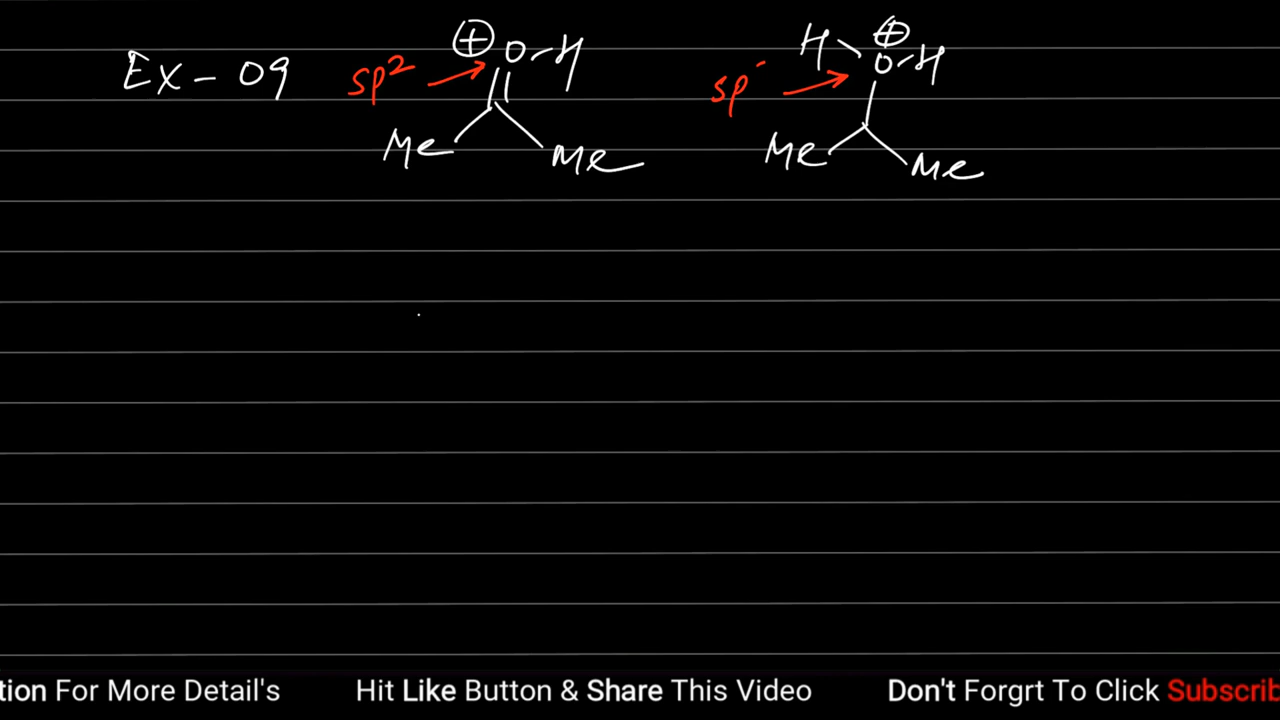 Ex - 09 sp² → ⊕ O-H H ⊕ O-H sp →
Me Me Me Me
tion For More Detail's Hit Like Button & Share This Video Don't Forgrt To Click Subscrib